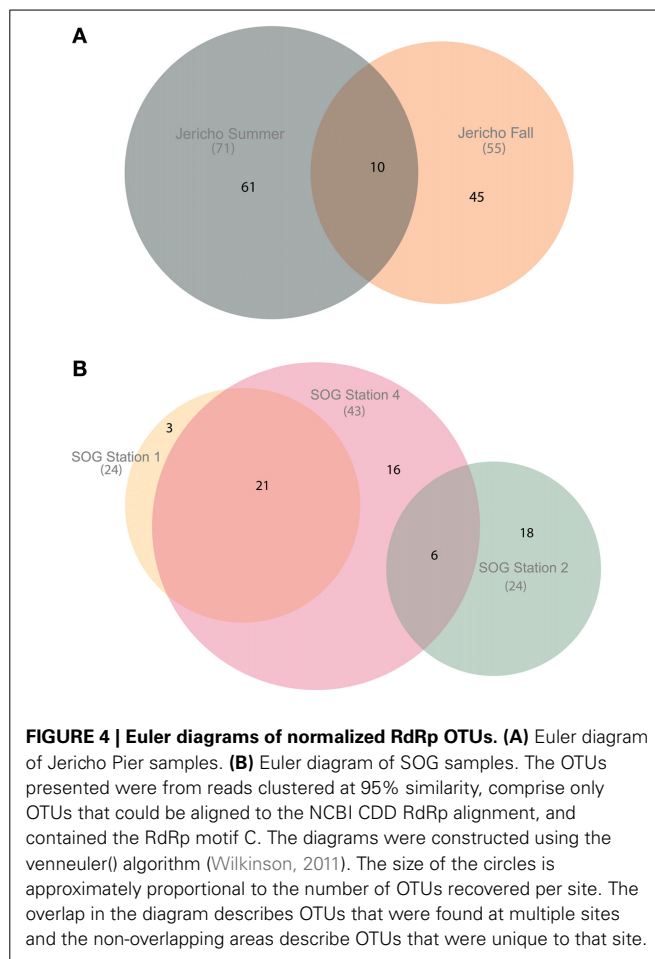 A
Jericho Summer
(71)
Jericho Fall
(55)
10
61
45
B
SOG Station 4
(43)
3
SOG Station 1
(24)
16
21
18
6
SOG Station 2
(24)
FIGURE 4 | Euler diagrams of normalized RdRp OTUs. (A) Euler diagram
of Jericho Pier samples. (B) Euler diagram of SOG samples. The OTUs
presented were from reads clustered at 95% similarity, comprise only
OTUs that could be aligned to the NCBI CDD RdRp alignment, and
contained the RdRp motif C. The diagrams were constructed using the
venneuler() algorithm (Wilkinson, 2011). The size of the circles is
approximately proportional to the number of OTUs recovered per site. The
overlap in the diagram describes OTUs that were found at multiple sites
and the non-overlapping areas describe OTUs that were unique to that site.